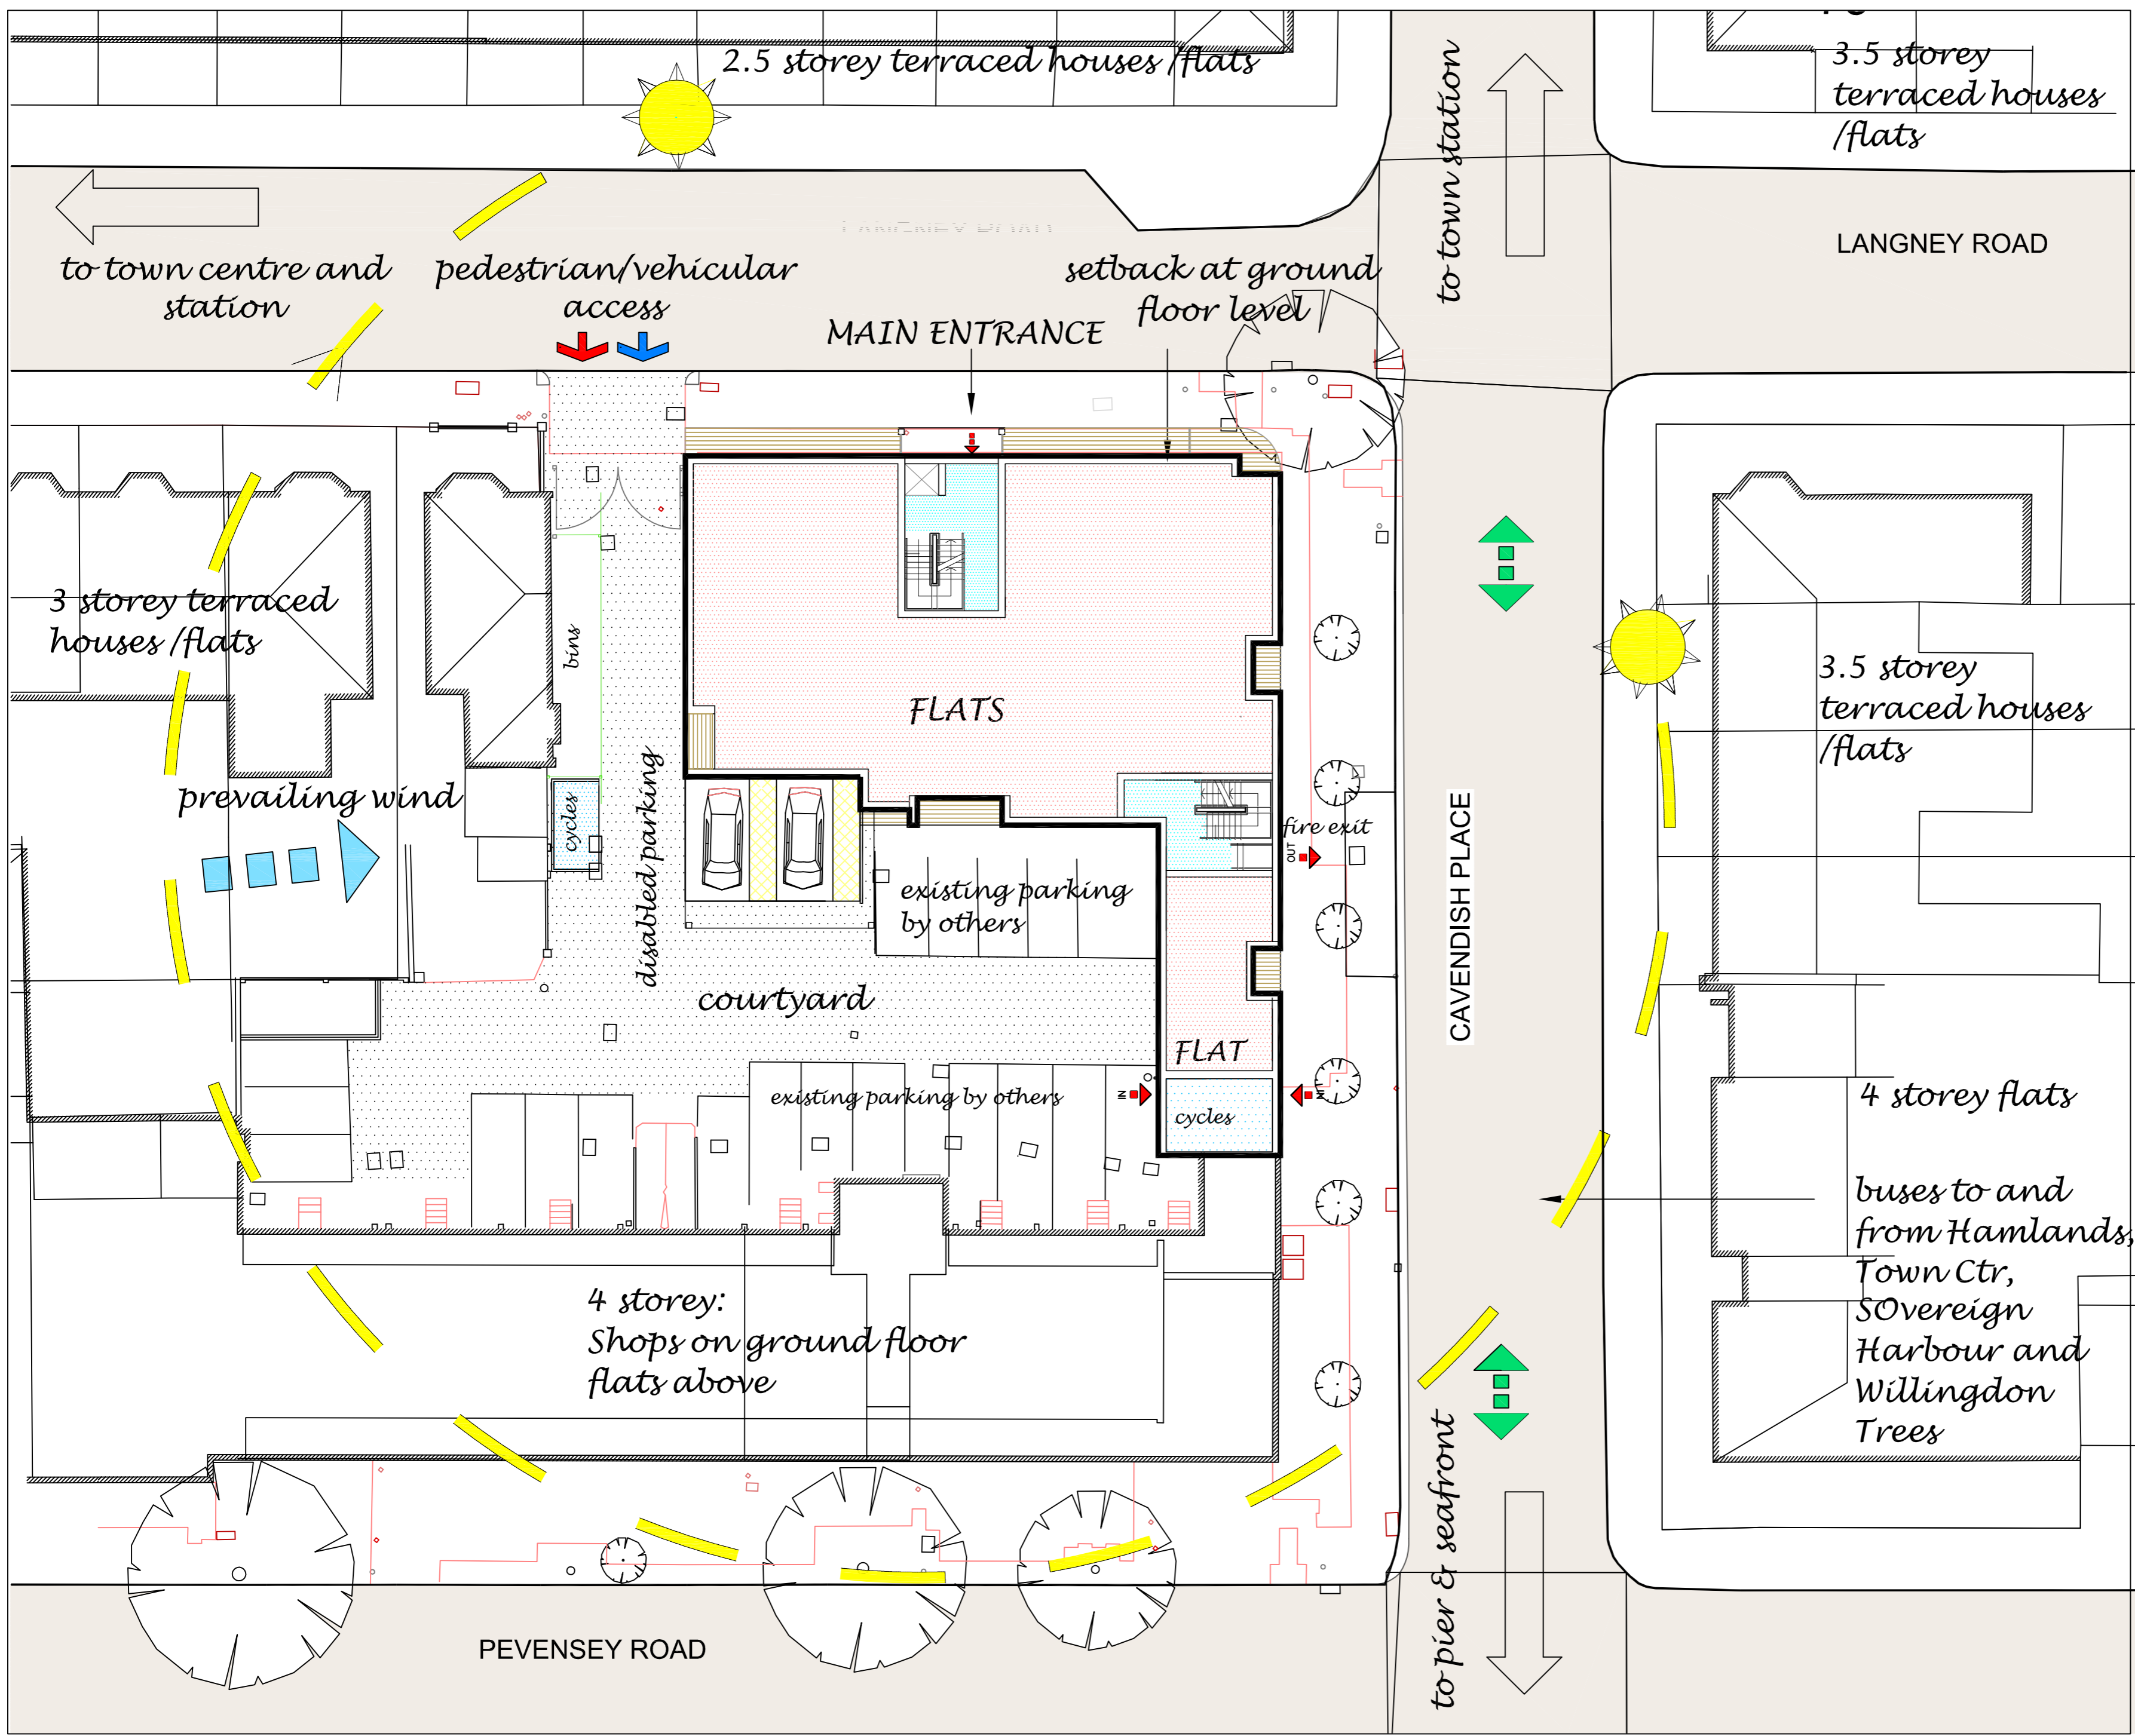 2.5 storey terraced houses /flats
3.5 storey
terraced houses
/flats
to town station
LANGNEY ROAD
to town centre and
station
pedestrian/vehicular
access
setback at ground
floor level
MAIN ENTRANCE
3 storey terraced
houses /flats
bins
FLATS
3.5 storey
terraced houses
/flats
prevailing wind
cycles
disabled parking
fire exit
OUT
existing parking
by others
CAVENDISH PLACE
courtyard
FLAT
existing parking by others
IN
IN
cycles
4 storey flats
buses to and
from Hamlands,
Town Ctr,
SOvereign
Harbour and
Willingdon
Trees
4 storey:
Shops on ground floor
flats above
to pier & seafront
PEVENSEY ROAD